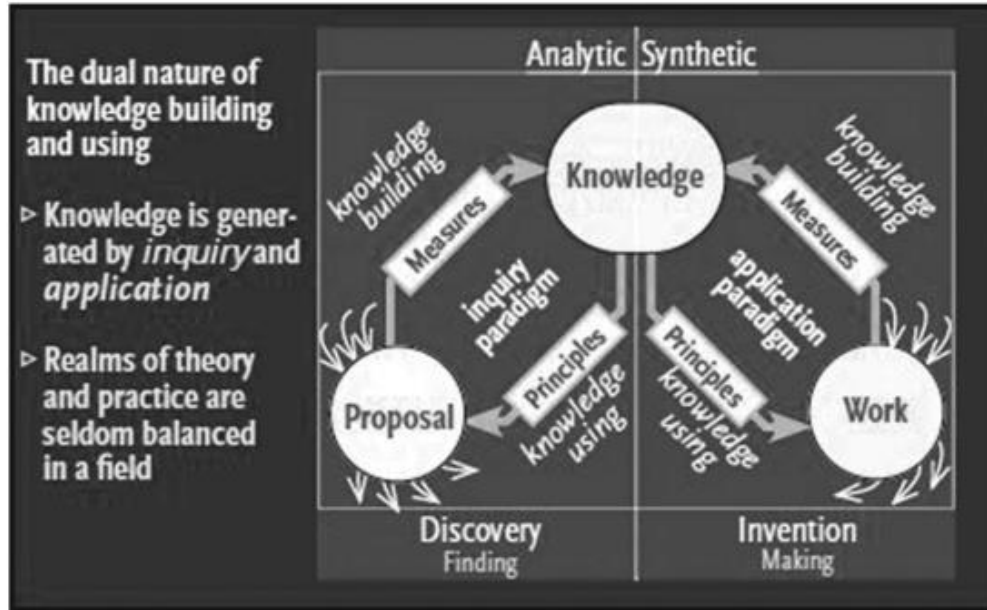 The dual nature of
knowledge building
and using
▷ Knowledge is gener-
ated by inquiry and
application
▷ Realms of theory
and practice are
seldom balanced
in a field
Analytic Synthetic
Knowledge
knowledge
building
Measures
inquiry
paradigm
Principles
knowledge
using
Proposal
knowledge
building
Measures
application
paradigm
Principles
knowledge
using
Work
Discovery
Finding
Invention
Making